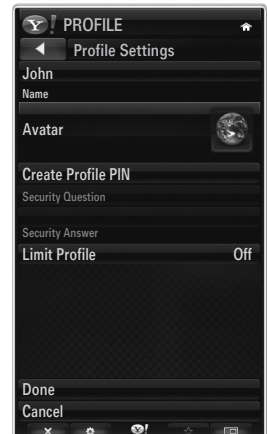 Y! PROFILE
Profile Settings
John
Name
Avatar
Create Profile PIN
Security Question
Security Answer
Limit Profile Off
Done
Cancel
Y!